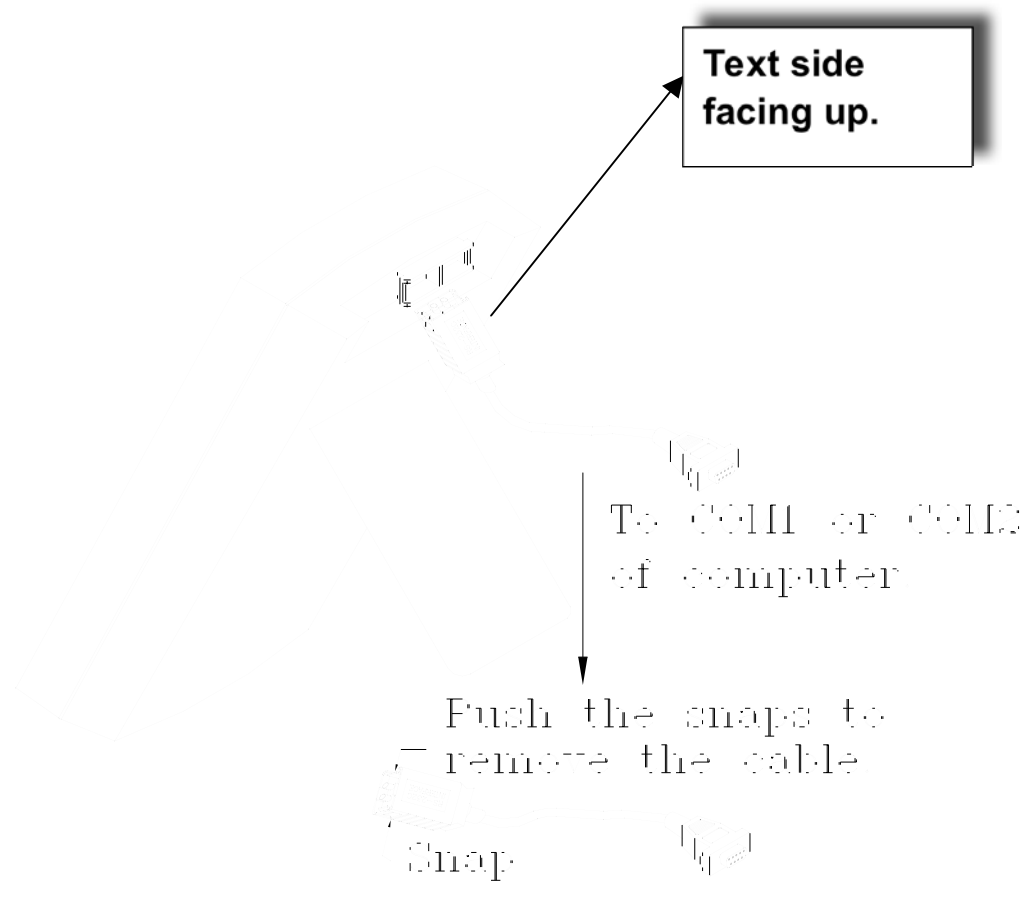 Text side
facing up.
To COM1 or COM2
of computer
Push the snaps to
remove the cable
Snap